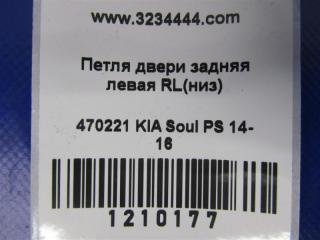 www.3234444.com
Петля двери задняя
левая RL(низ)
470221 KIA Soul PS 14-
16
1210177